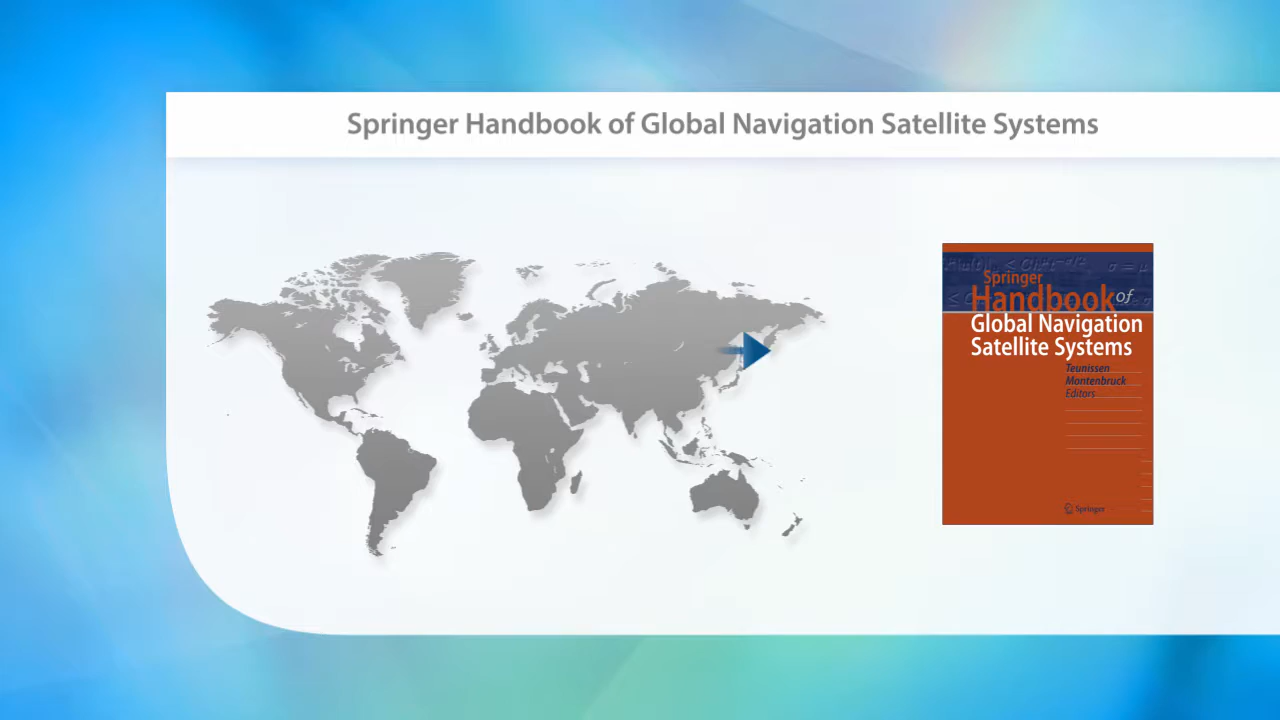 Springer Handbook of Global Navigation Satellite Systems
Springer
Handbook of
Global Navigation
Satellite Systems
Teunissen
Montenbruck
Editors
Springer